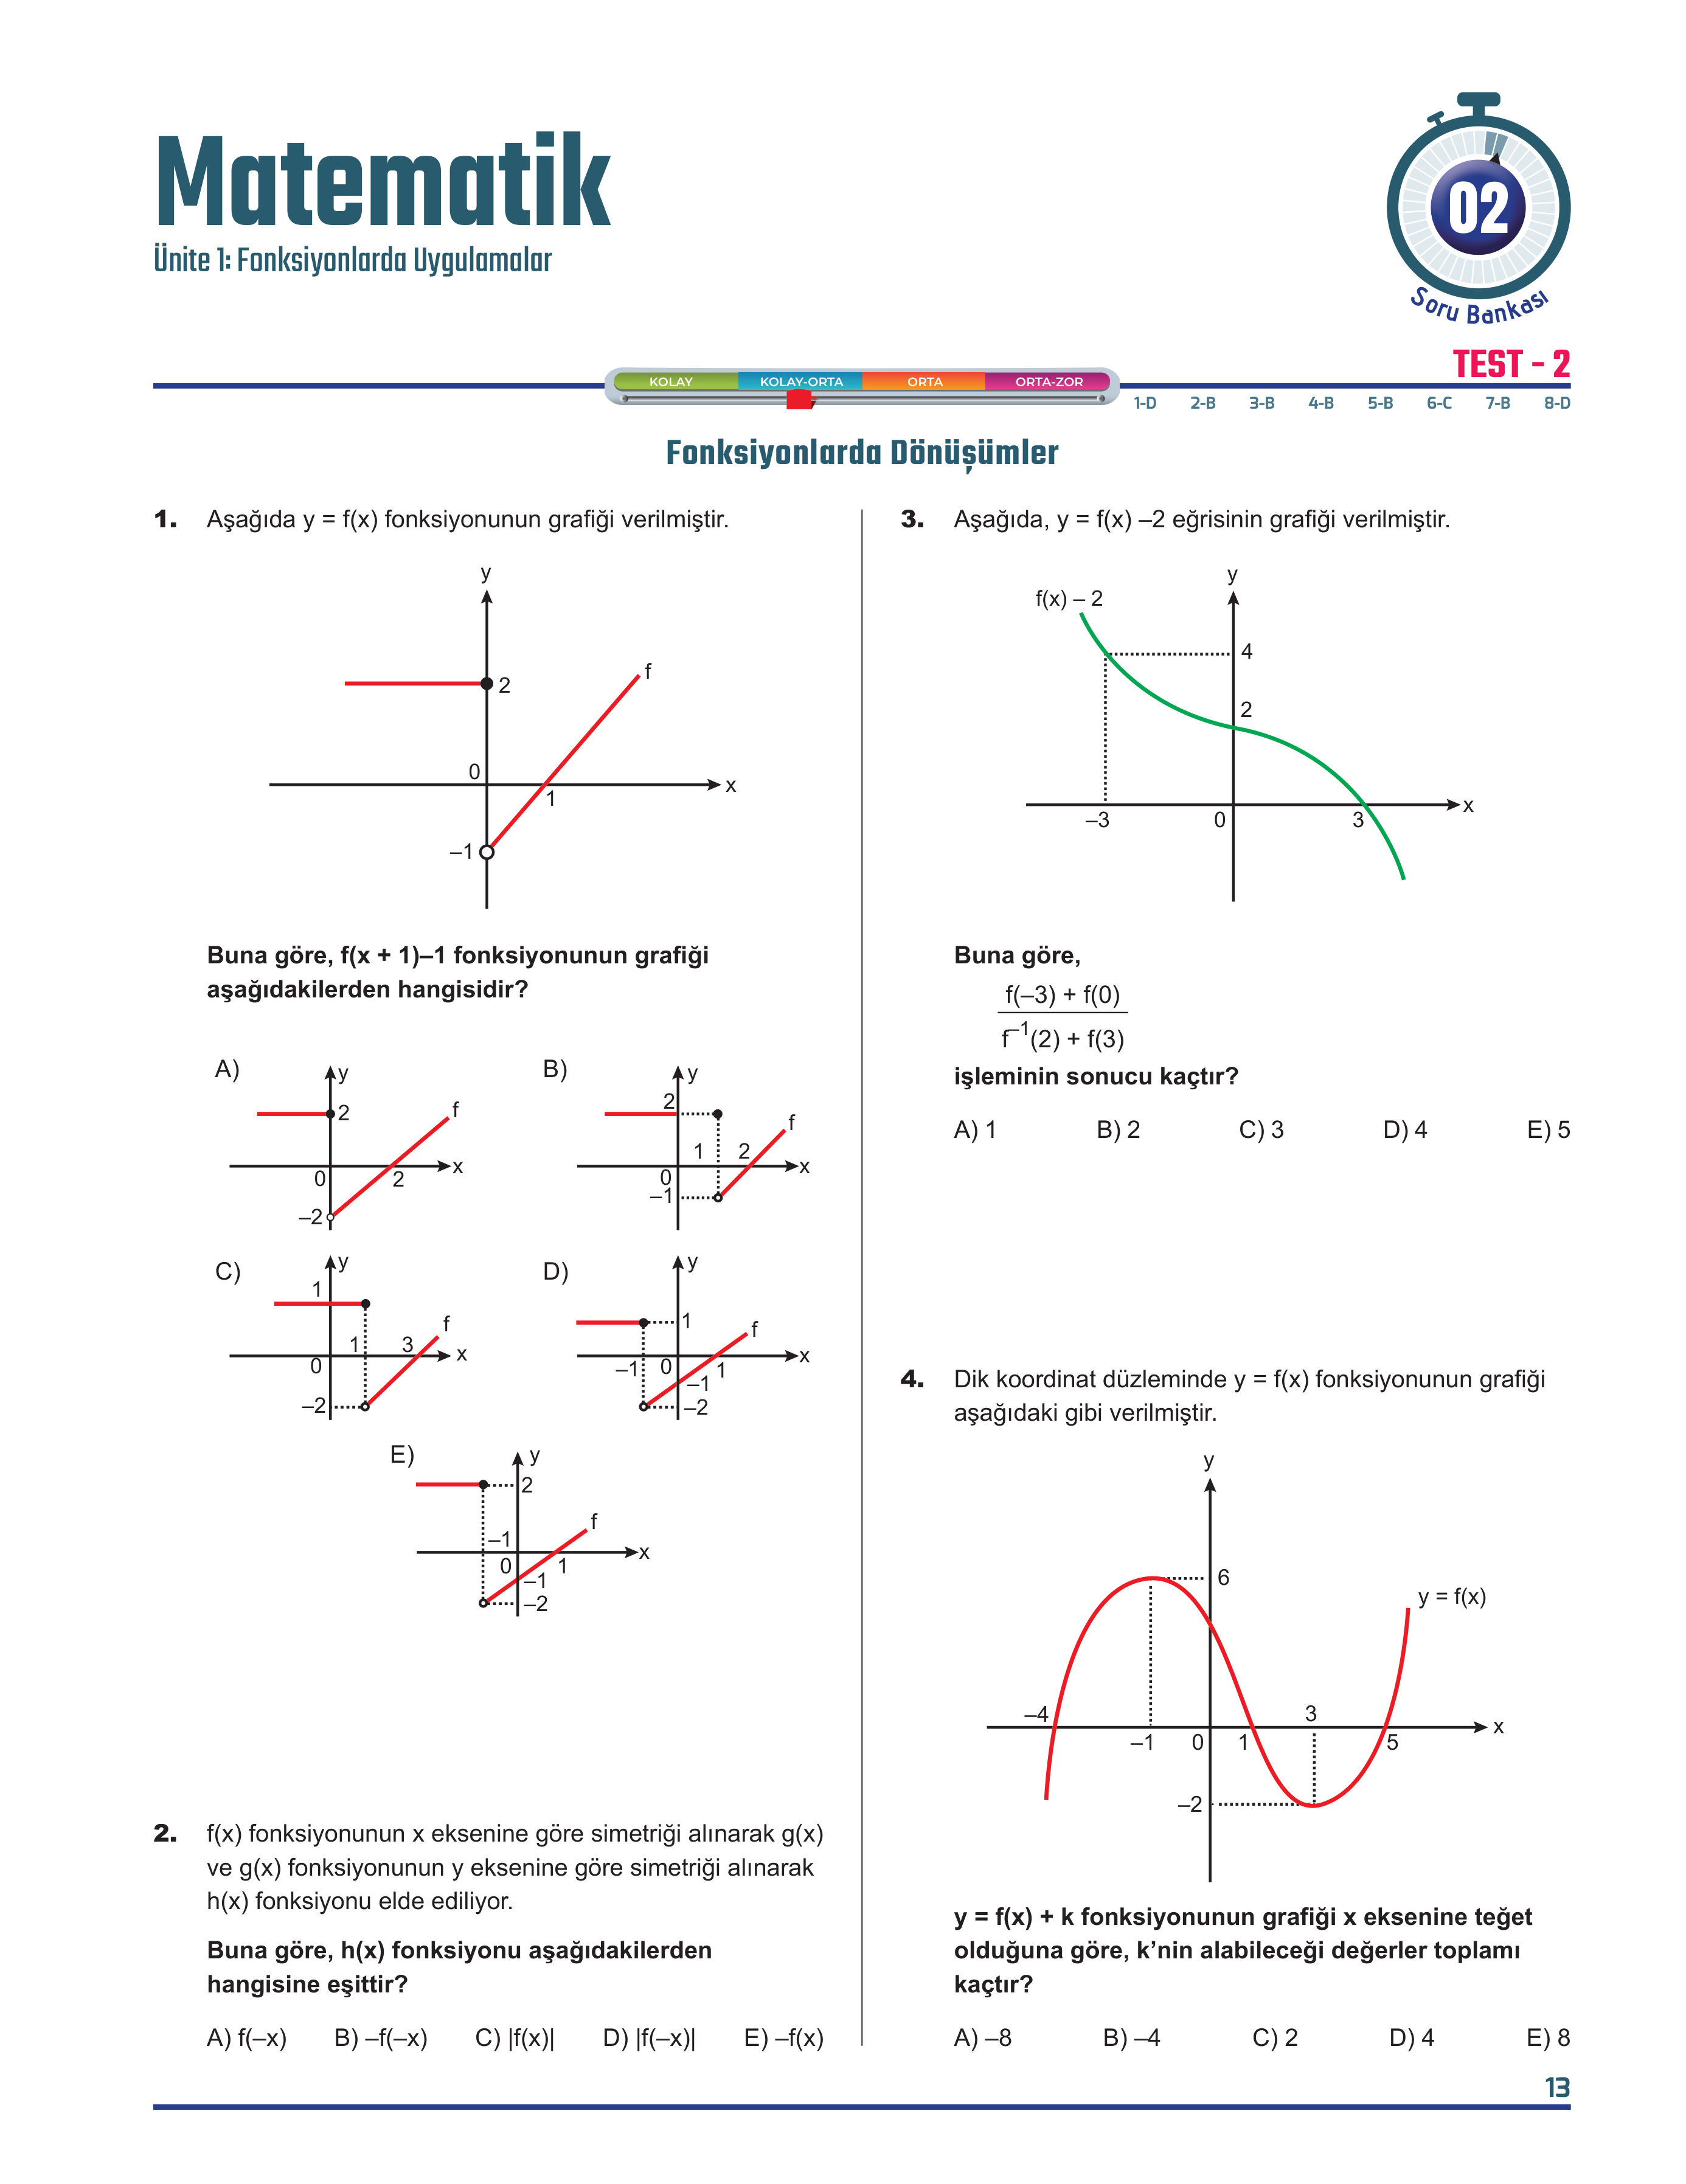 Matematik
Ünite 1: Fonksiyonlarda Uygulamalar
02
Soru Bankası
TEST - 2
KOLAY KOLAY-ORTA ORTA ORTA-ZOR
1-D 2-B 3-B 4-B 5-B 6-C 7-B 8-D
Fonksiyonlarda Dönüşümler
1. Aşağıda y = f(x) fonksiyonunun grafiği verilmiştir.
y
f
2
0
x
1
–1
Buna göre, f(x + 1)–1 fonksiyonunun grafiği
aşağıdakilerden hangisidir?
A)
y
2
f
x
0
2
–2
B)
y
2
f
1
2
x
0
–1
C)
y
1
f
1
3
x
0
–2
D)
y
1
f
x
–1
0
1
–1
–2
E)
y
2
f
–1
x
0
1
–1
–2
2. f(x) fonksiyonunun x eksenine göre simetriği alınarak g(x)
ve g(x) fonksiyonunun y eksenine göre simetriği alınarak
h(x) fonksiyonu elde ediliyor.
Buna göre, h(x) fonksiyonu aşağıdakilerden
hangisine eşittir?
A) f(–x) B) –f(–x) C) |f(x)| D) |f(–x)| E) –f(x)
3. Aşağıda, y = f(x) –2 eğrisinin grafiği verilmiştir.
y
f(x) – 2
4
2
x
–3
0
3
Buna göre,
f(–3) + f(0)
f–1(2) + f(3)
işleminin sonucu kaçtır?
A) 1 B) 2 C) 3 D) 4 E) 5
4. Dik koordinat düzleminde y = f(x) fonksiyonunun grafiği
aşağıdaki gibi verilmiştir.
y
6
y = f(x)
–4
3
x
–1
0
1
5
–2
y = f(x) + k fonksiyonunun grafiği x eksenine teğet
olduğuna göre, k’nin alabileceği değerler toplamı
kaçtır?
A) –8 B) –4 C) 2 D) 4 E) 8
13